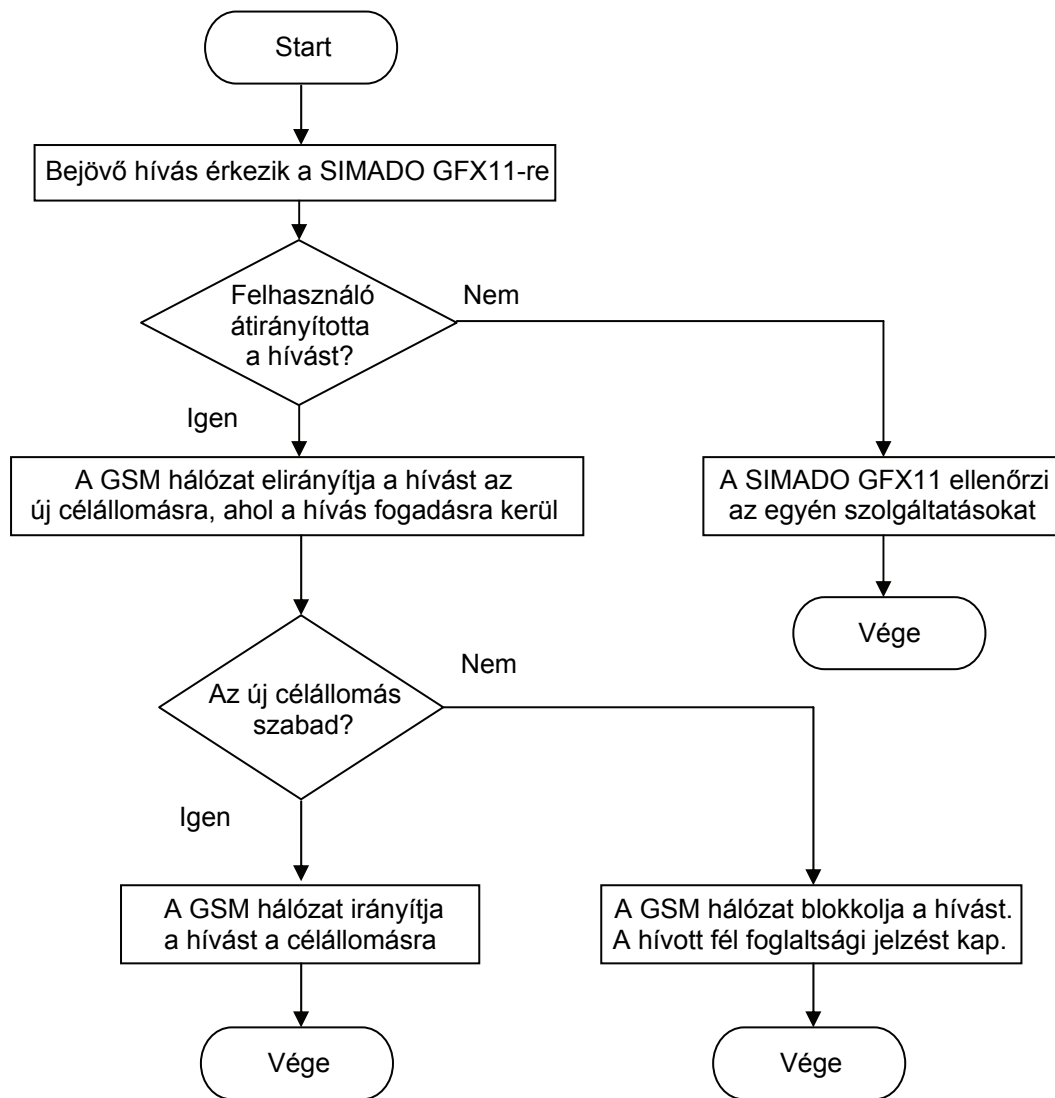 Start
Bejövő hívás érkezik a SIMADO GFX11-re
Felhasználó
átirányította
a hívást?
Nem
Igen
A GSM hálózat elirányítja a hívást az
új célállomásra, ahol a hívás fogadásra kerül
A SIMADO GFX11 ellenőrzi
az egyén szolgáltatásokat
Vége
Az új célállomás
szabad?
Nem
Igen
A GSM hálózat irányítja
a hívást a célállomásra
A GSM hálózat blokkolja a hívást.
A hívott fél foglaltsági jelzést kap.
Vége
Vége